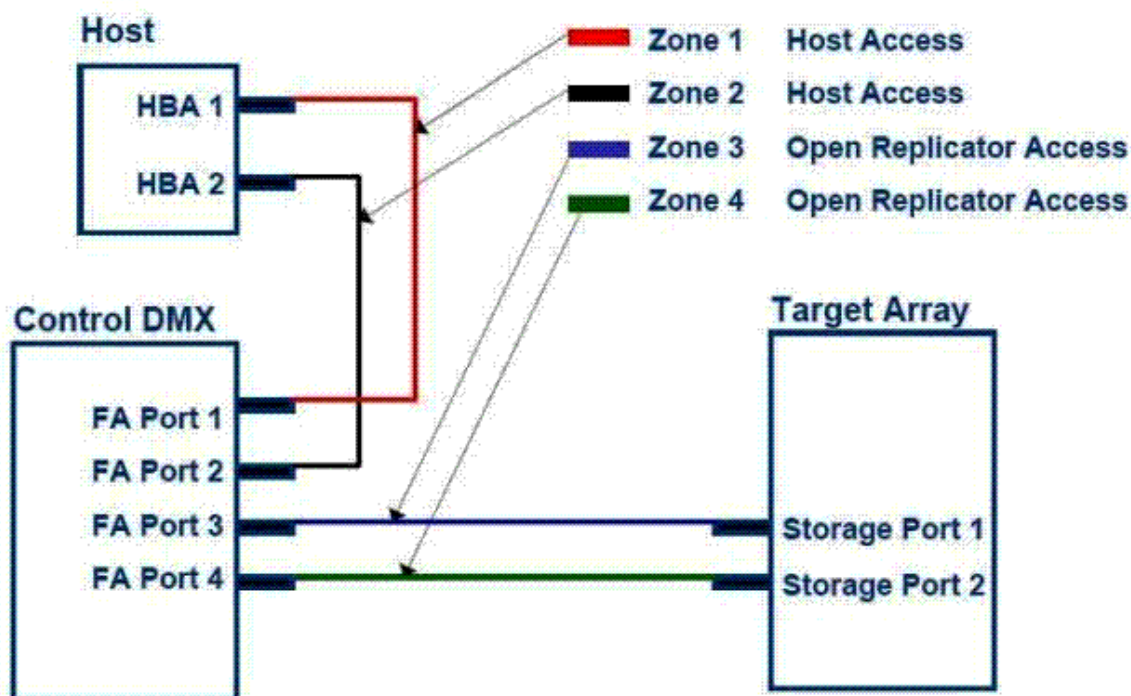 Host
HBA 1
HBA 2
Zone 1 Host Access
Zone 2 Host Access
Zone 3 Open Replicator Access
Zone 4 Open Replicator Access
Control DMX
FA Port 1
FA Port 2
FA Port 3
FA Port 4
Target Array
Storage Port 1
Storage Port 2